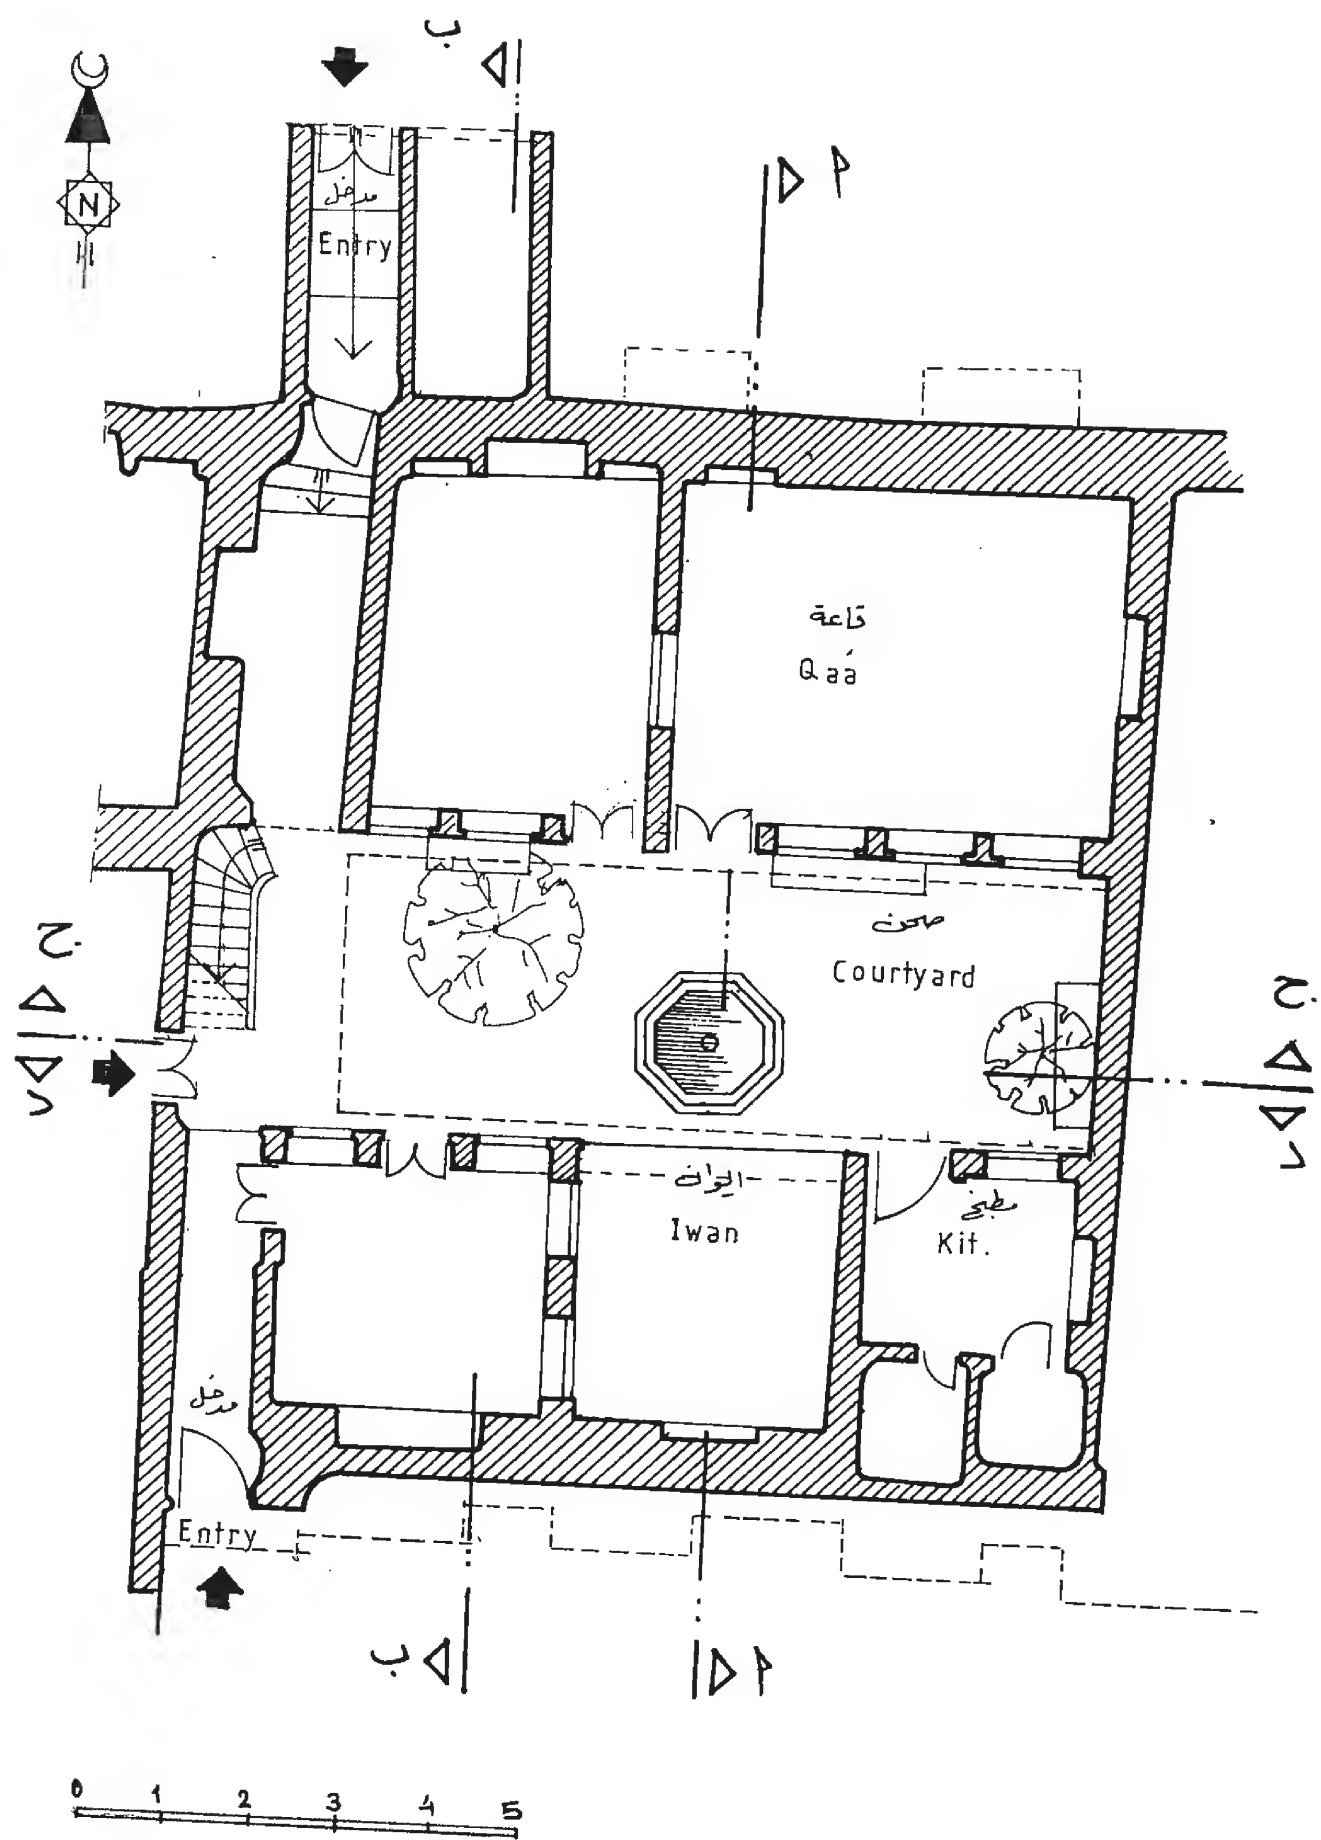 ب
م
N
مدخل
Entry
قاعة
Qaá
صحن
Courtyard
ج
ج
د
د
ايوان
Iwan
مطبخ
Kit.
مدخل
Entry
ب
م
0 1 2 3 4 5